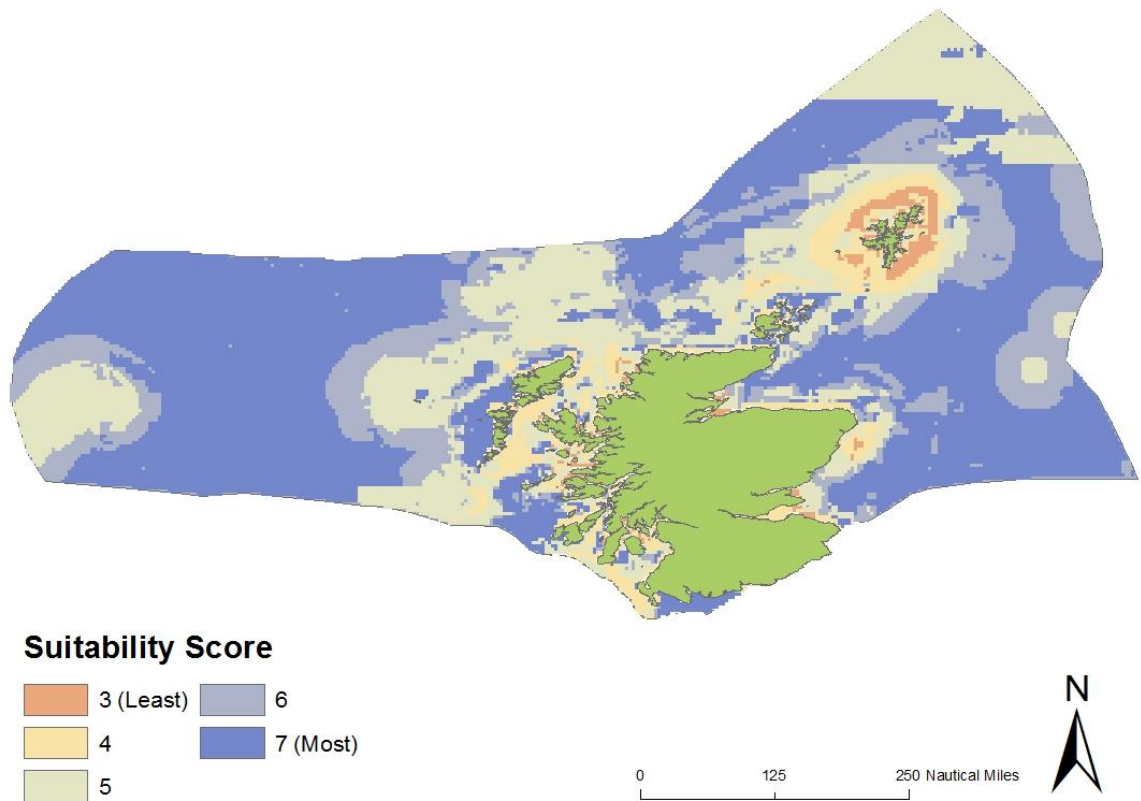 Suitability Score
3 (Least)
4
5
6
7 (Most)
N
0 125 250 Nautical Miles